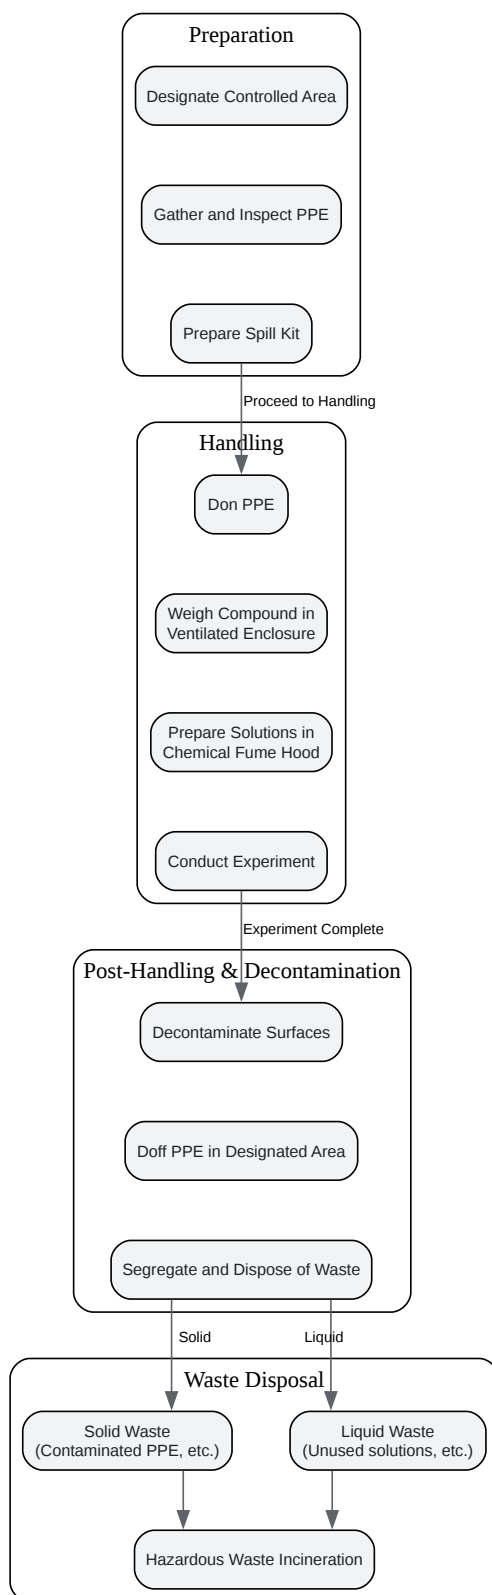 Preparation
Designate Controlled Area
Gather and Inspect PPE
Prepare Spill Kit
Proceed to Handling
Handling
Don PPE
Weigh Compound in
Ventilated Enclosure
Prepare Solutions in
Chemical Fume Hood
Conduct Experiment
Experiment Complete
Post-Handling & Decontamination
Decontaminate Surfaces
Doff PPE in Designated Area
Segregate and Dispose of Waste
Solid
Liquid
Waste Disposal
Solid Waste
(Contaminated PPE, etc.)
Liquid Waste
(Unused solutions, etc.)
Hazardous Waste Incineration